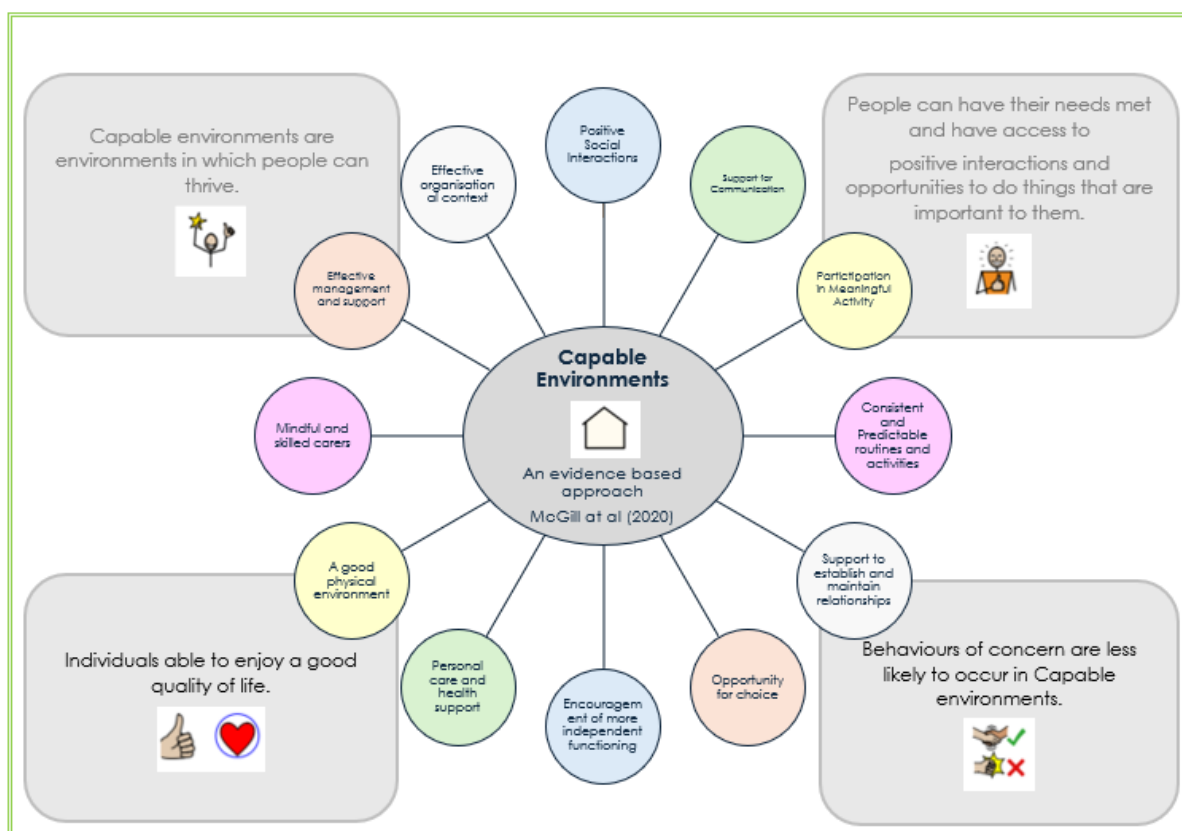 Capable environments are
environments in which people can
thrive.
People can have their needs met
and have access to
positive interactions and
opportunities to do things that are
important to them.
Positive
Social
Interactions
Support for
Communication
Participation
in Meaningful
Activity
Consistent
and
Predictable
routines and
activities
Support to
establish and
maintain
relationships
Opportunity
for choice
Encouragem
ent of more
independent
functioning
Personal
care and
health
support
A good
physical
environment
Mindful and
skilled carers
Effective
management
and support
Effective
organisation
al context
Capable
Environments
An evidence based
approach
McGill at al (2020)
Individuals able to enjoy a good
quality of life.
Behaviours of concern are less
likely to occur in Capable
environments.